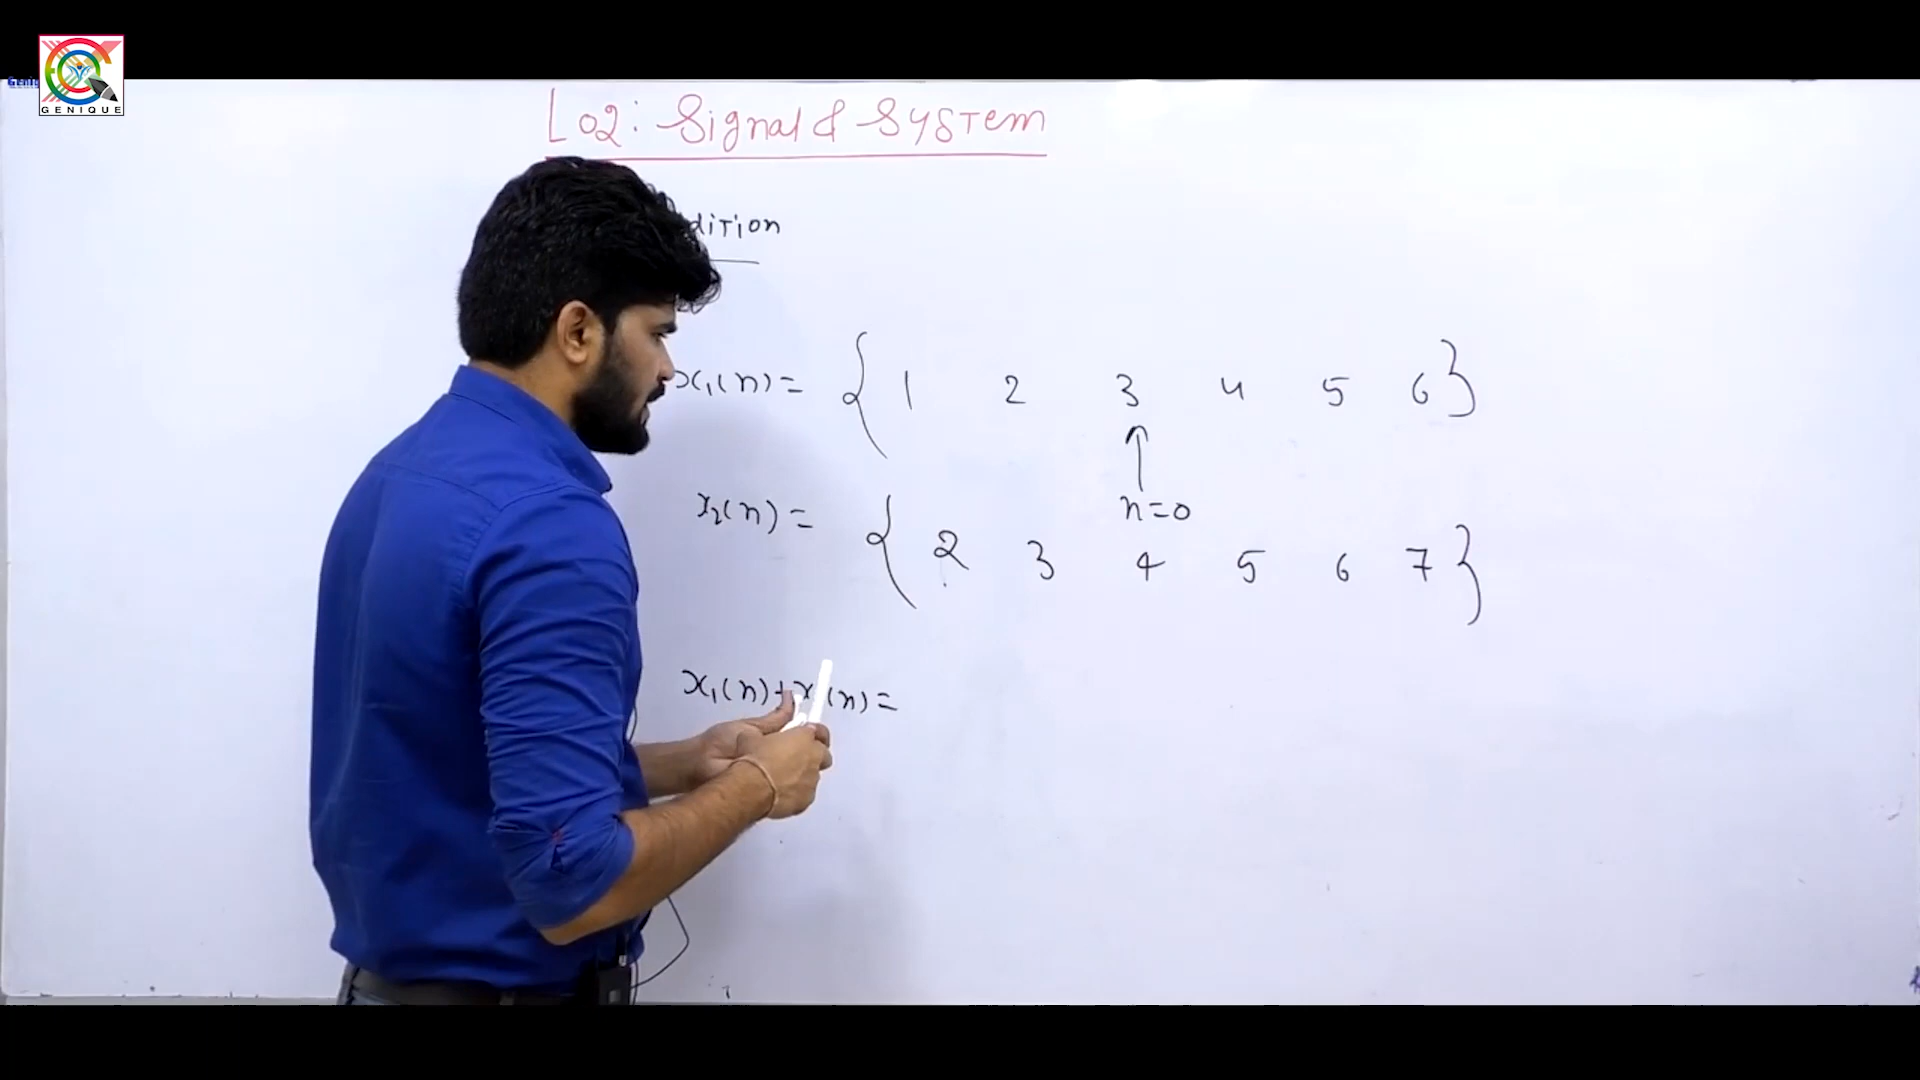 GENIQUE
L02: Signal & System
dition
x₁(n) = { 1 2 3 4 5 6 }
↑
n=0
x₂(n) = { 2 3 4 5 6 7 }
x₁(n) + x (n) =